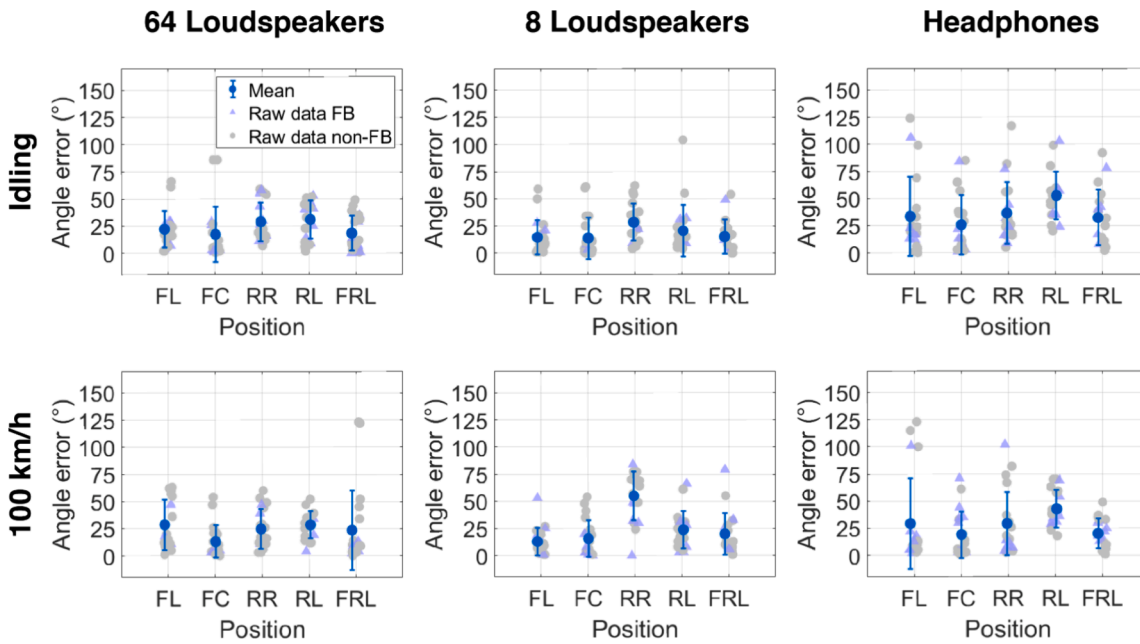 64 Loudspeakers
8 Loudspeakers
Headphones
Idling
Angle error (°)
150
125
100
75
50
25
0
Mean
Raw data FB
Raw data non-FB
FL FC RR RL FRL
Position
Angle error (°)
150
125
100
75
50
25
0
FL FC RR RL FRL
Position
Angle error (°)
150
125
100
75
50
25
0
FL FC RR RL FRL
Position
100 km/h
Angle error (°)
150
125
100
75
50
25
0
FL FC RR RL FRL
Position
Angle error (°)
150
125
100
75
50
25
0
FL FC RR RL FRL
Position
Angle error (°)
150
125
100
75
50
25
0
FL FC RR RL FRL
Position